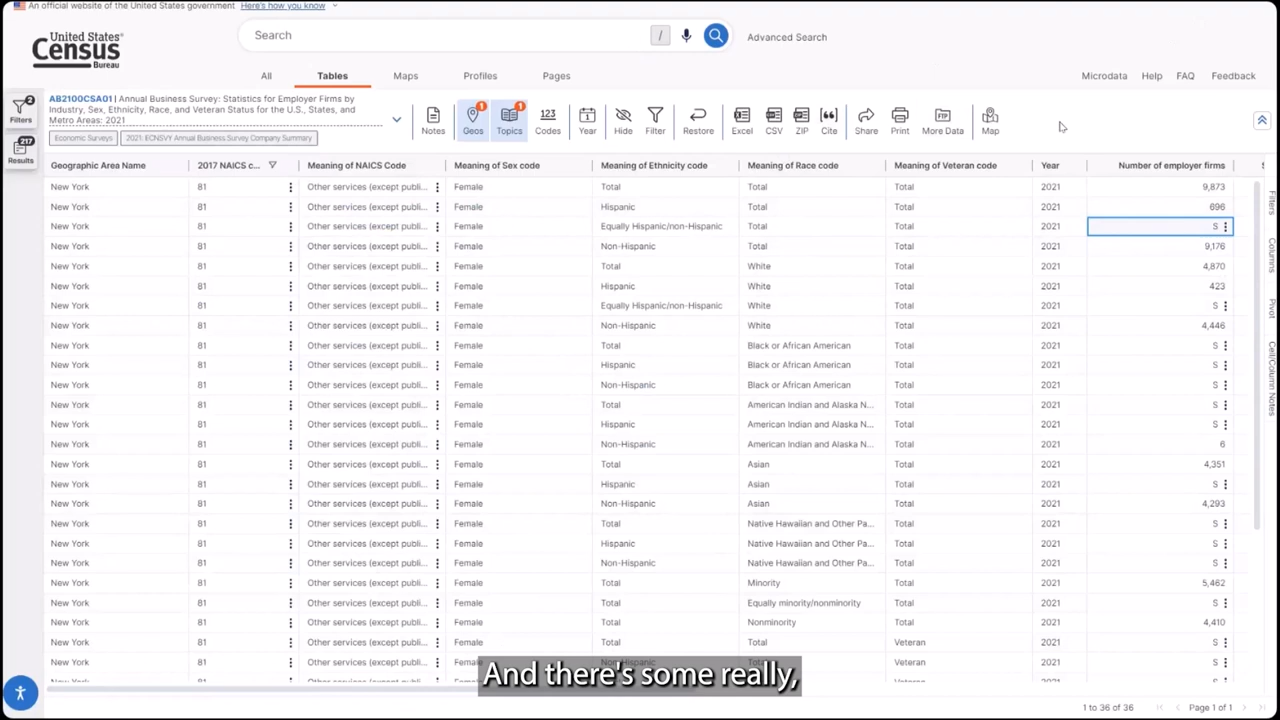 An official website of the United States government Here's how you know
United States®
Census
Bureau
Search / Advanced Search
All Tables Maps Profiles Pages Microdata Help FAQ Feedback
AB2100CSA01 | Annual Business Survey: Statistics for Employer Firms by
Industry, Sex, Ethnicity, Race, and Veteran Status for the U.S., States, and
Metro Areas: 2021
Economic Surveys 2021: ECNSVY Annual Business Survey Company Summary
2 Filters
217 Results
Notes 1 Geos 1 Topics 123 Codes Year Hide Filter Restore Excel CSV ZIP Cite Share Print FTP More Data Map
Geographic Area Name 2017 NAICS c... Meaning of NAICS Code Meaning of Sex code Meaning of Ethnicity code Meaning of Race code Meaning of Veteran code Year Number of employer firms
New York 81 Other services (except publi... Female Total Total Total 2021 9,873
New York 81 Other services (except publi... Female Hispanic Total Total 2021 696
New York 81 Other services (except publi... Female Equally Hispanic/non-Hispanic Total Total 2021 S
New York 81 Other services (except publi... Female Non-Hispanic Total Total 2021 9,176
New York 81 Other services (except publi... Female Total White Total 2021 4,870
New York 81 Other services (except publi... Female Hispanic White Total 2021 423
New York 81 Other services (except publi... Female Equally Hispanic/non-Hispanic White Total 2021 S
New York 81 Other services (except publi... Female Non-Hispanic White Total 2021 4,446
New York 81 Other services (except publi... Female Total Black or African American Total 2021 S
New York 81 Other services (except publi... Female Hispanic Black or African American Total 2021 S
New York 81 Other services (except publi... Female Non-Hispanic Black or African American Total 2021 S
New York 81 Other services (except publi... Female Total American Indian and Alaska N... Total 2021 S
New York 81 Other services (except publi... Female Hispanic American Indian and Alaska N... Total 2021 S
New York 81 Other services (except publi... Female Non-Hispanic American Indian and Alaska N... Total 2021 6
New York 81 Other services (except publi... Female Total Asian Total 2021 4,351
New York 81 Other services (except publi... Female Hispanic Asian Total 2021 S
New York 81 Other services (except publi... Female Non-Hispanic Asian Total 2021 4,293
New York 81 Other services (except publi... Female Total Native Hawaiian and Other Pa... Total 2021 S
New York 81 Other services (except publi... Female Hispanic Native Hawaiian and Other Pa... Total 2021 S
New York 81 Other services (except publi... Female Non-Hispanic Native Hawaiian and Other Pa... Total 2021 S
New York 81 Other services (except publi... Female Total Minority Total 2021 5,462
New York 81 Other services (except publi... Female Total Equally minority/nonminority Total 2021 S
New York 81 Other services (except publi... Female Total Nonminority Total 2021 4,410
New York 81 Other services (except publi... Female Total Total Veteran 2021 S
New York 81 Other services (except publi... Female Total Veteran 2021 S
Filters
Columns
Pivot
Cell/Column Notes
And there's some really,
1 to 36 of 36 Page 1 of 1